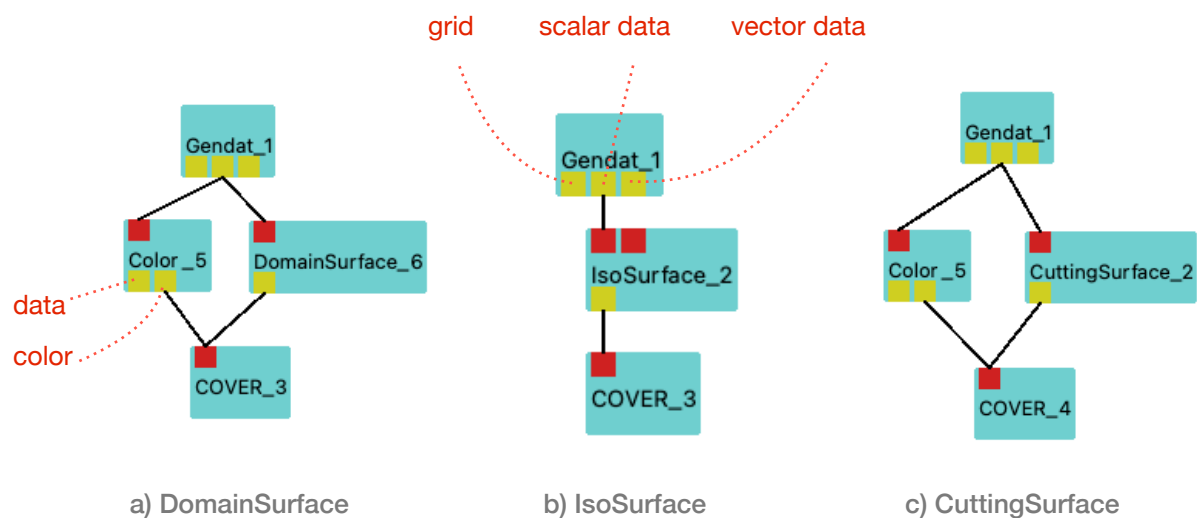 grid scalar data vector data
Gendat_1 Gendat_1 Gendat_1
Color_5 DomainSurface_6 IsoSurface_2 Color_5 CuttingSurface_2
data
color
COVER_3 COVER_3 COVER_4
a) DomainSurface b) IsoSurface c) CuttingSurface